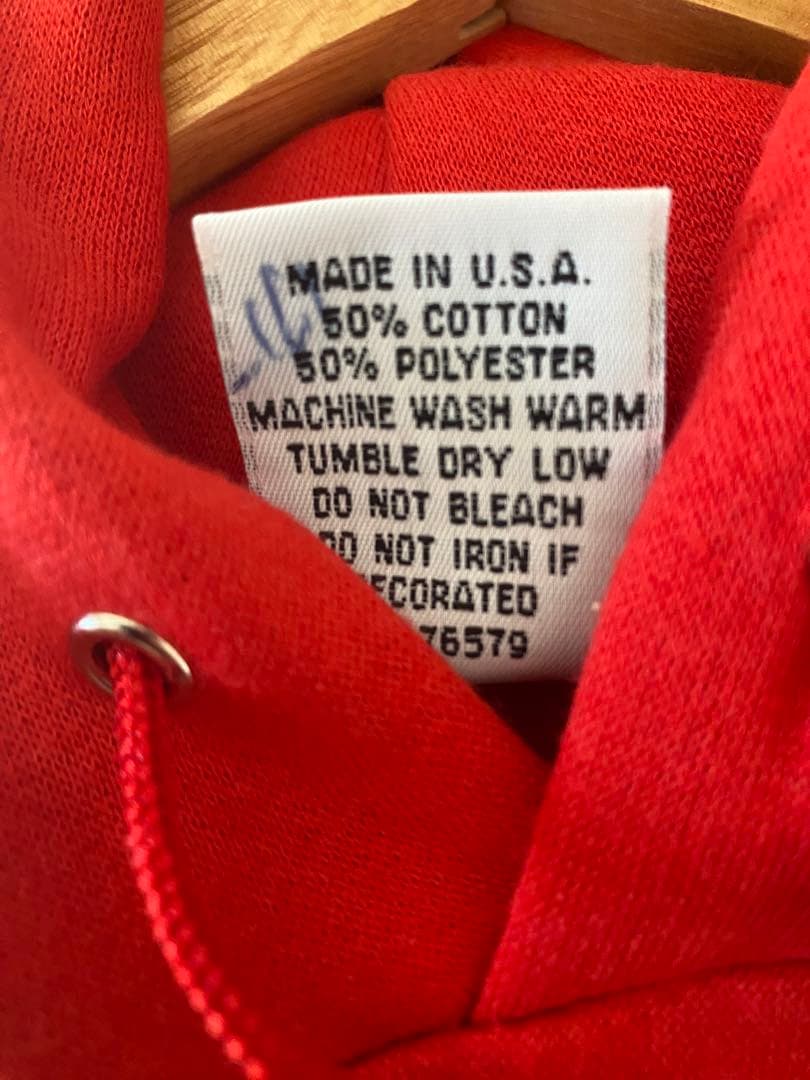 MADE IN U.S.A.
50% COTTON
50% POLYESTER
MACHINE WASH WARM
TUMBLE DRY LOW
DO NOT BLEACH
DO NOT IRON IF
ECORATED
76579